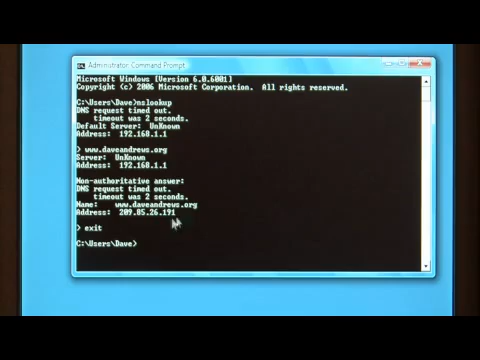 Administrator: Command Prompt
Microsoft Windows [Version 6.0.6001]
Copyright (c) 2006 Microsoft Corporation.  All rights reserved.
C:\Users\Dave>nslookup
DNS request timed out.
    timeout was 2 seconds.
Default Server:  UnKnown
Address:  192.168.1.1
> www.daveandrews.org
Server:  UnKnown
Address:  192.168.1.1
Non-authoritative answer:
DNS request timed out.
    timeout was 2 seconds.
Name:    www.daveandrews.org
Address:  209.85.26.191
> exit
C:\Users\Dave>